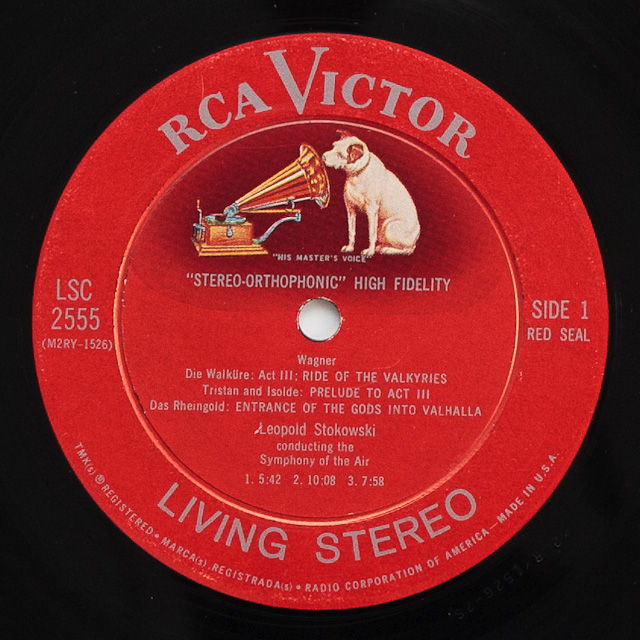 RCA VICTOR
"HIS MASTER'S VOICE"
"STEREO-ORTHOPHONIC" HIGH FIDELITY
LSC
2555
(M2RY-1526)
SIDE 1
RED SEAL
Wagner
Die Walküre: Act III: RIDE OF THE VALKYRIES
Tristan and Isolde: PRELUDE TO ACT III
Das Rheingold: ENTRANCE OF THE GODS INTO VALHALLA
Leopold Stokowski
conducting the
Symphony of the Air
1. 5:42 2. 10:08 3. 7:58
LIVING STEREO
TMK(s) ® REGISTERED • MARCA(s) REGISTRADA(s) • RADIO CORPORATION OF AMERICA — MADE IN U.S.A.